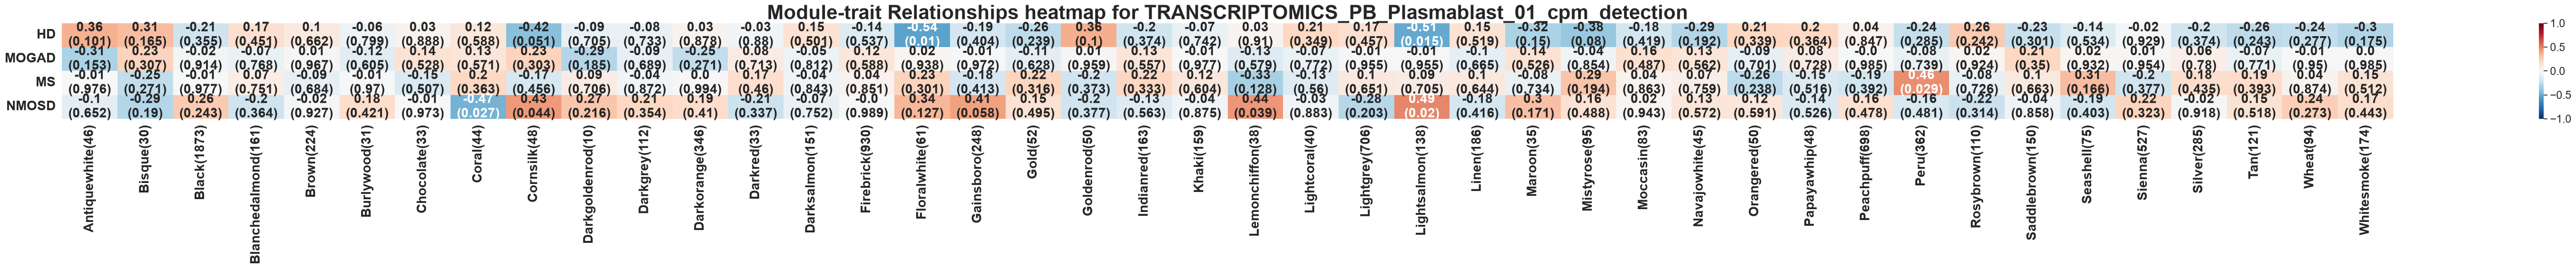 Module-trait Relationships heatmap for TRANSCRIPTOMICS_PB_Plasmablast_01_cpm_detection
HD
0.36 0.31 -0.21 0.17 0.1 -0.06 0.03 0.12 -0.42 -0.09 -0.08 0.03 -0.03 0.15 -0.14 -0.54 -0.19 -0.26 0.36 -0.2 -0.07 0.03 0.21 0.17 -0.51 0.15 -0.32 -0.38 -0.18 -0.29 0.21 0.2 0.04 -0.24 0.26 -0.23 -0.14 -0.02 -0.2 -0.26 -0.24 -0.3
(0.101) (0.165) (0.355) (0.451) (0.662) (0.799) (0.888) (0.588) (0.051) (0.705) (0.733) (0.878) (0.88) (0.501) (0.537) (0.01) (0.404) (0.239) (0.1) (0.374) (0.742) (0.91) (0.349) (0.457) (0.015) (0.519) (0.15) (0.08) (0.419) (0.192) (0.339) (0.364) (0.847) (0.285) (0.242) (0.301) (0.534) (0.929) (0.374) (0.243) (0.277) (0.175)
MOGAD
-0.31 0.23 -0.02 -0.07 0.01 -0.12 0.14 0.13 0.23 -0.29 -0.09 -0.25 0.08 -0.05 0.12 0.02 -0.01 -0.11 0.01 0.13 0.01 -0.13 -0.07 -0.01 -0.01 -0.1 0.14 -0.04 0.16 0.13 -0.09 -0.08 -0.0 -0.08 0.02 0.21 0.02 0.01 0.06 -0.07 -0.01 0.0
(0.153) (0.307) (0.914) (0.768) (0.967) (0.605) (0.528) (0.571) (0.303) (0.185) (0.689) (0.271) (0.713) (0.812) (0.588) (0.938) (0.972) (0.628) (0.959) (0.557) (0.977) (0.579) (0.772) (0.955) (0.955) (0.665) (0.526) (0.854) (0.487) (0.562) (0.701) (0.728) (0.985) (0.739) (0.924) (0.35) (0.932) (0.954) (0.78) (0.771) (0.95) (0.985)
MS
-0.01 -0.25 -0.01 0.07 -0.09 -0.01 -0.15 0.2 -0.17 0.09 -0.04 0.0 0.17 -0.04 0.04 0.23 -0.18 0.22 -0.2 0.22 0.12 -0.33 -0.13 0.1 0.09 0.1 -0.08 0.29 0.04 0.07 -0.26 -0.15 -0.19 0.46 -0.08 0.1 0.31 -0.2 0.18 0.19 0.04 0.15
(0.976) (0.271) (0.977) (0.751) (0.684) (0.97) (0.507) (0.363) (0.456) (0.706) (0.872) (0.994) (0.46) (0.843) (0.851) (0.301) (0.413) (0.316) (0.373) (0.333) (0.604) (0.128) (0.56) (0.651) (0.705) (0.644) (0.734) (0.194) (0.863) (0.759) (0.238) (0.516) (0.392) (0.029) (0.726) (0.663) (0.166) (0.377) (0.435) (0.393) (0.874) (0.512)
NMOSD
-0.1 -0.29 0.26 -0.2 -0.02 0.18 -0.01 -0.47 0.43 0.27 0.21 0.19 -0.21 -0.07 -0.0 0.34 0.41 0.15 -0.2 -0.13 -0.04 0.44 -0.03 -0.28 0.49 -0.18 0.3 0.16 0.02 0.13 0.12 -0.14 0.16 -0.16 -0.22 -0.04 -0.19 0.22 -0.02 0.15 0.24 0.17
(0.652) (0.19) (0.243) (0.364) (0.927) (0.421) (0.973) (0.027) (0.044) (0.216) (0.354) (0.41) (0.337) (0.752) (0.989) (0.127) (0.058) (0.495) (0.377) (0.563) (0.875) (0.039) (0.883) (0.203) (0.02) (0.416) (0.171) (0.488) (0.943) (0.572) (0.591) (0.526) (0.478) (0.481) (0.314) (0.858) (0.403) (0.323) (0.918) (0.518) (0.273) (0.443)
Antiquewhite(46)
Bisque(30)
Black(1873)
Blanchedalmond(161)
Brown(224)
Burlywood(31)
Chocolate(33)
Coral(44)
Cornsilk(48)
Darkgoldenrod(10)
Darkgrey(112)
Darkorange(346)
Darkred(33)
Darksalmon(151)
Firebrick(930)
Floralwhite(61)
Gainsboro(248)
Gold(52)
Goldenrod(50)
Indianred(163)
Khaki(159)
Lemonchiffon(38)
Lightcoral(40)
Lightgrey(706)
Lightsalmon(138)
Linen(186)
Maroon(35)
Mistyrose(95)
Moccasin(83)
Navajowhite(45)
Orangered(50)
Papayawhip(48)
Peachpuff(698)
Peru(362)
Rosybrown(110)
Saddlebrown(150)
Seashell(75)
Sienna(527)
Silver(285)
Tan(121)
Wheat(94)
Whitesmoke(174)
1.0
0.5
0.0
−0.5
−1.0